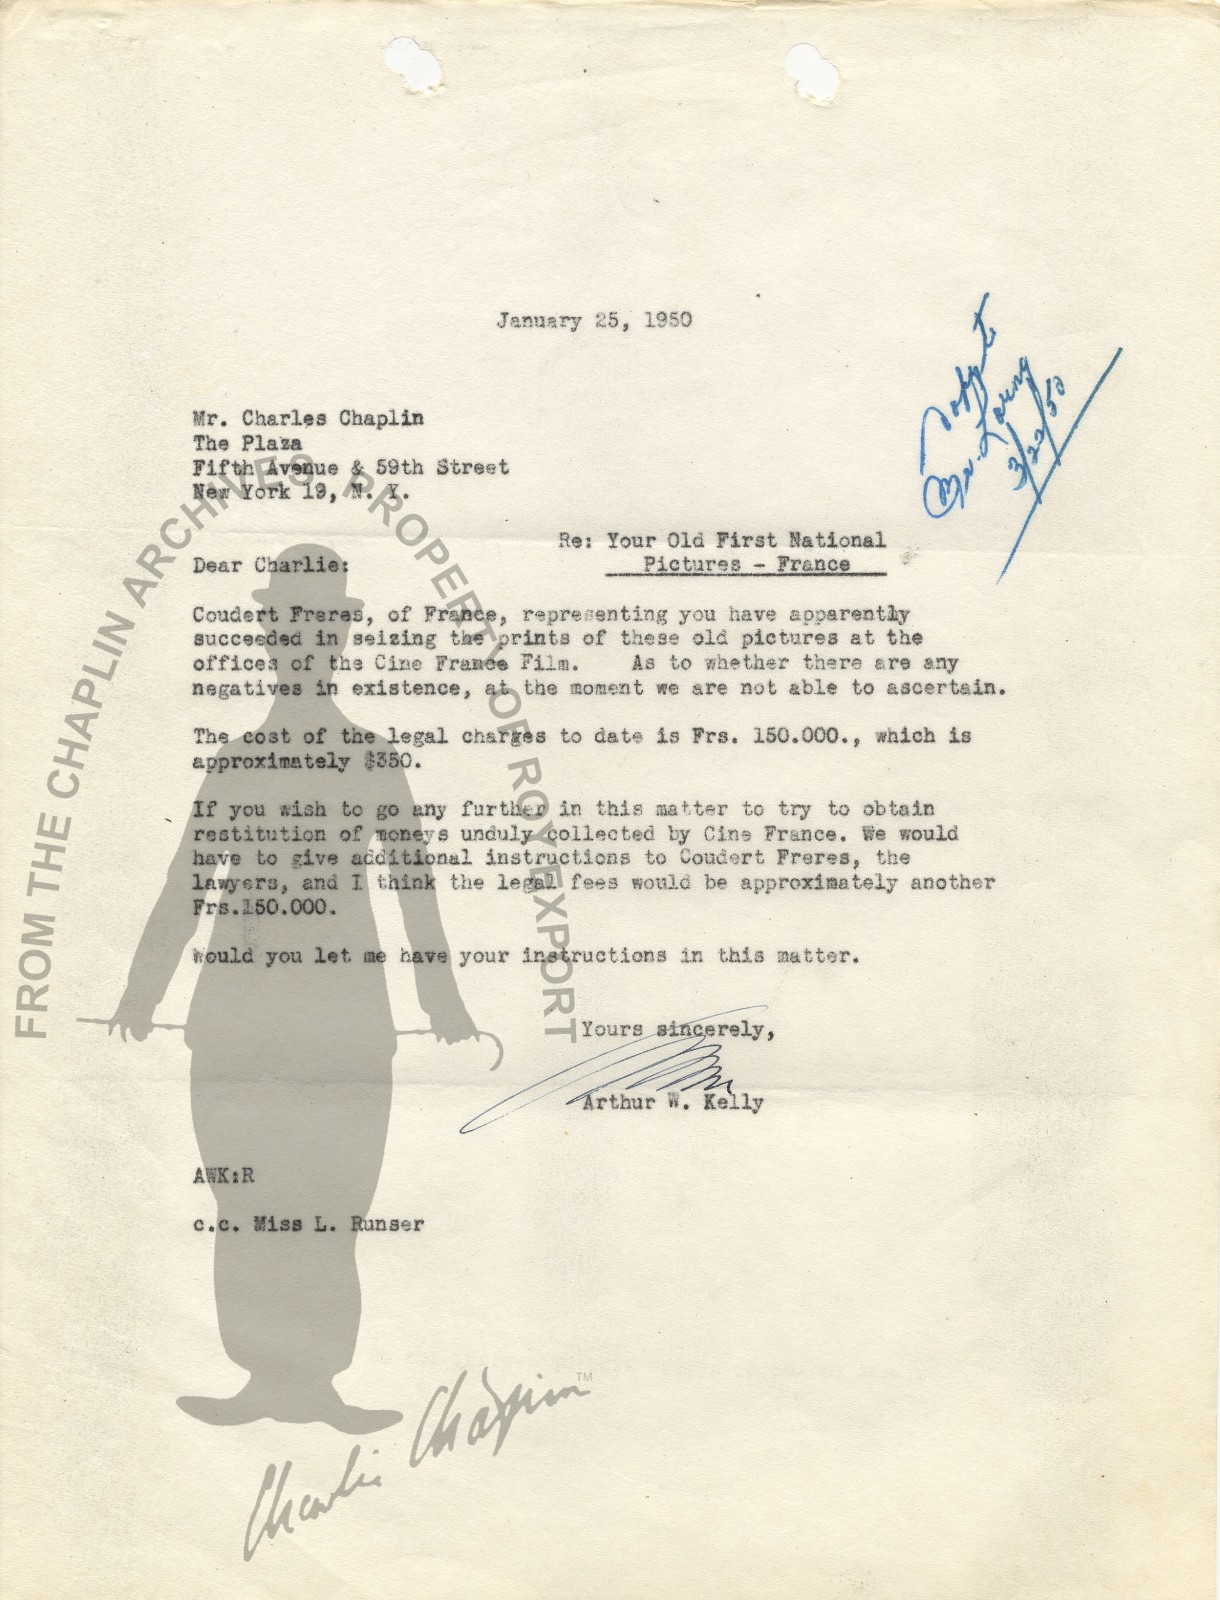 January 25, 1950
Mr. Charles Chaplin
The Plaza
Fifth Avenue & 59th Street
New York 19, N. Y.
Mr. Loring
3/22/50
Re: Your Old First National
Pictures - France
Dear Charlie:
Coudert Freres, of France, representing you have apparently
succeeded in seizing the prints of these old pictures at the
offices of the Cine France Film. As to whether there are any
negatives in existence, at the moment we are not able to ascertain.
The cost of the legal charges to date is Frs. 150.000., which is
approximately $350.
If you wish to go any further in this matter to try to obtain
restitution of moneys unduly collected by Cine France. We would
have to give additional instructions to Coudert Freres, the
lawyers, and I think the legal fees would be approximately another
Frs.150.000.
Would you let me have your instructions in this matter.
Yours sincerely,
Arthur W. Kelly
AWK:R
c.c. Miss L. Runser
FROM THE CHAPLIN ARCHIVES PROPERTY OF ROY EXPORT
Charlie Chaplin TM